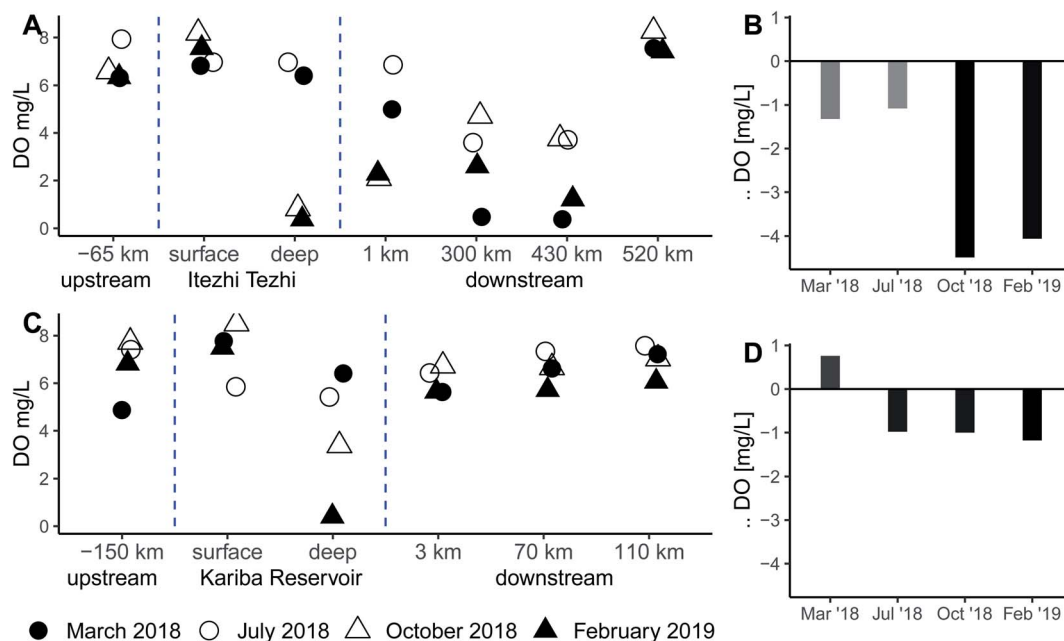 A
8
6
4
2
0
DO mg/L
−65 km surface deep 1 km 300 km 430 km 520 km
upstream Itezhi Tezhi downstream
B
1
0
−1
−2
−3
−4
.. DO [mg/L]
Mar '18 Jul '18 Oct '18 Feb '19
C
8
6
4
2
0
DO mg/L
−150 km surface deep 3 km 70 km 110 km
upstream Kariba Reservoir downstream
D
1
0
−1
−2
−3
−4
.. DO [mg/L]
Mar '18 Jul '18 Oct '18 Feb '19
March 2018 July 2018 October 2018 February 2019